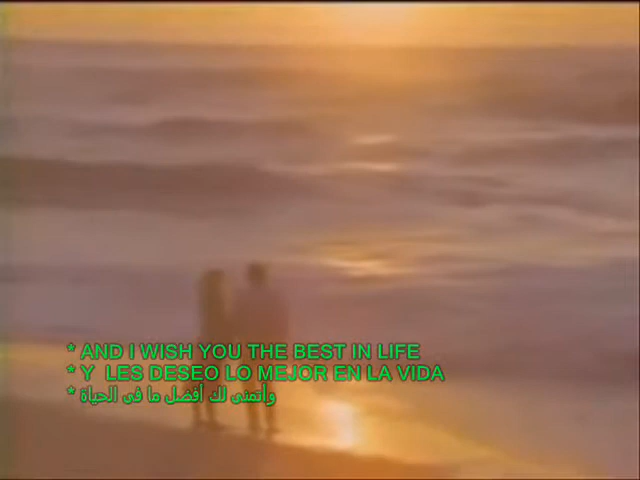 * AND I WISH YOU THE BEST IN LIFE
* Y  LES DESEO LO MEJOR EN LA VIDA
* وأتمنى لك أفضل ما فى الحياة